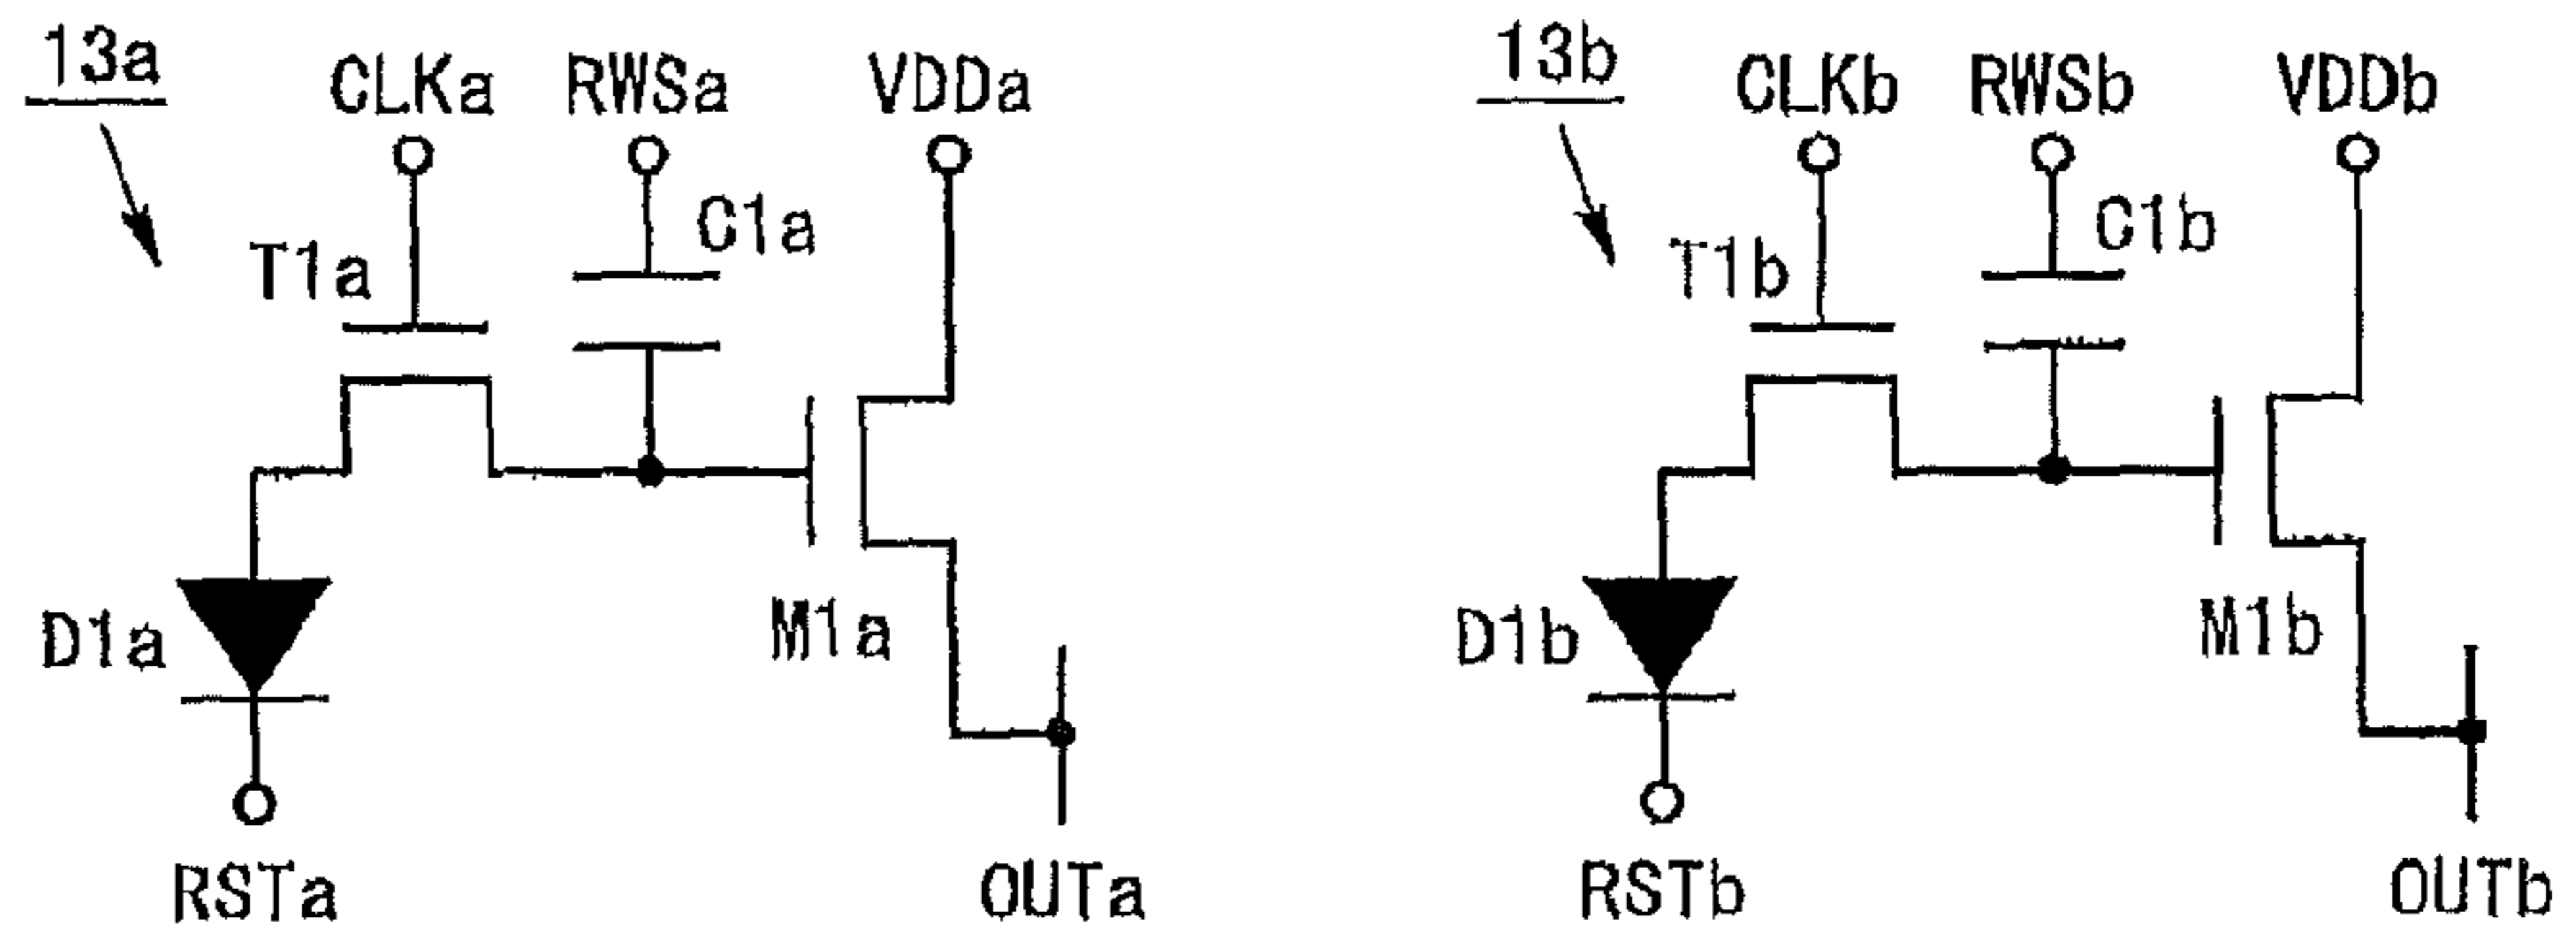 13a
CLKa RWSa VDDa
C1a
T1a
D1a
M1a
RSTa
OUTa
13b
CLKb RWSb VDDb
C1b
T1b
D1b
M1b
RSTb
OUTb